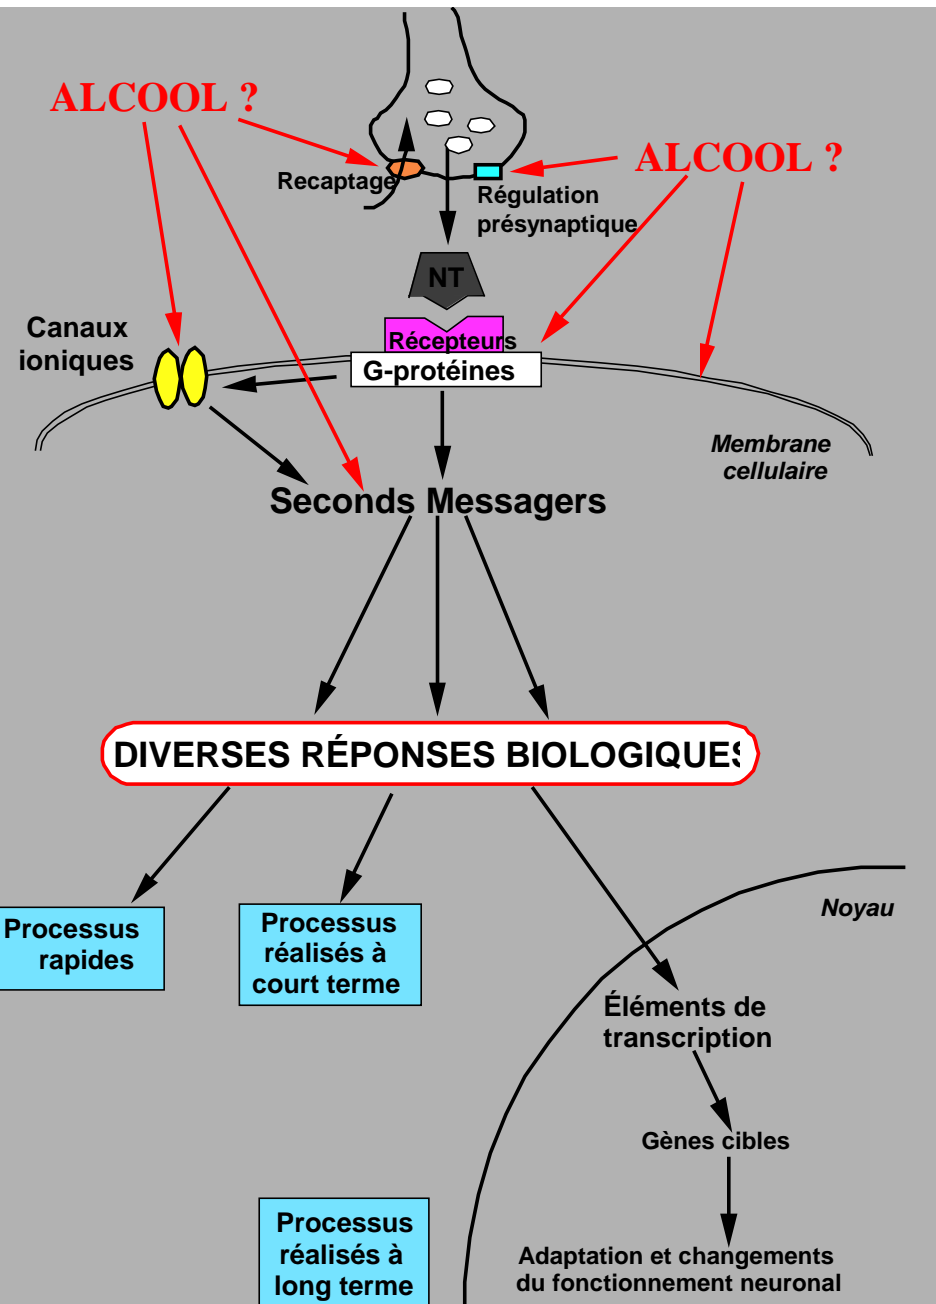 ALCOOL ?
ALCOOL ?
Recaptage
Régulation
présynaptique
NT
Canaux
ioniques
Récepteurs
G-protéines
Membrane
cellulaire
Seconds Messagers
DIVERSES RÉPONSES BIOLOGIQUES
Processus
rapides
Processus
réalisés à
court terme
Noyau
Éléments de
transcription
Gènes cibles
Processus
réalisés à
long terme
Adaptation et changements
du fonctionnement neuronal